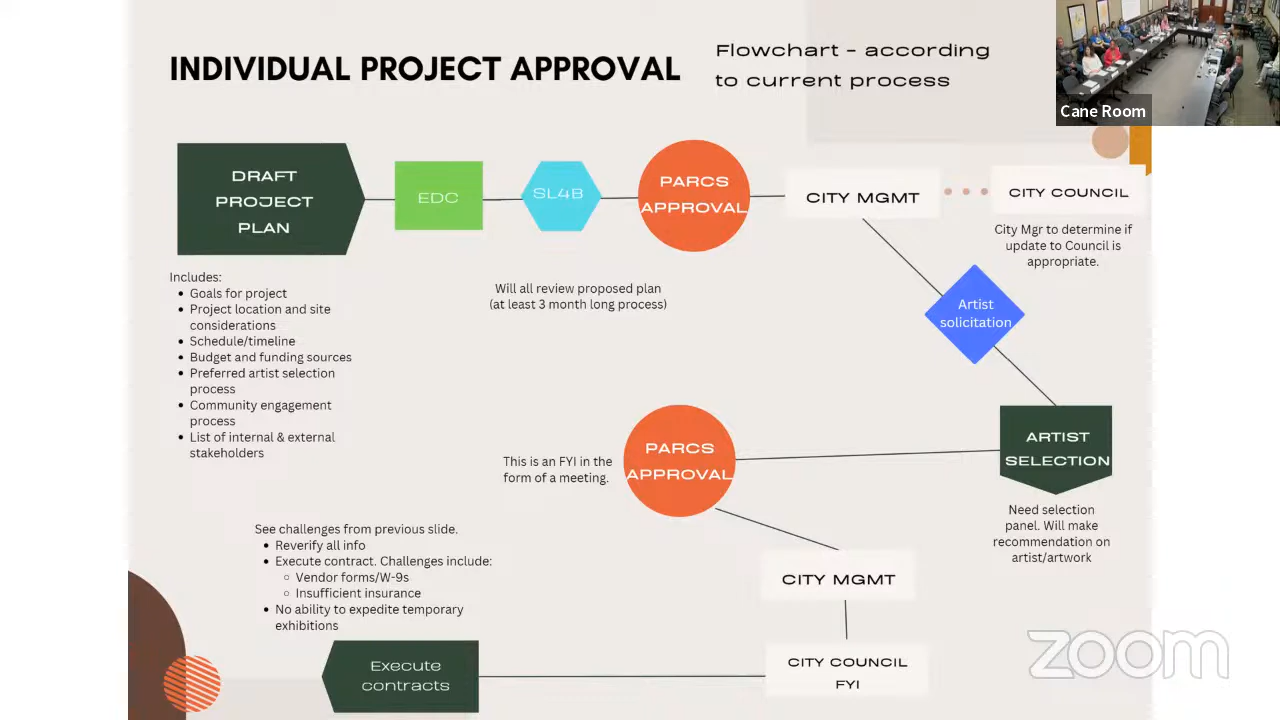 INDIVIDUAL PROJECT APPROVAL
Flowchart - according
to current process
Cane Room
DRAFT
PROJECT
PLAN
EDC
SL4B
PARCS
APPROVAL
CITY MGMT
CITY COUNCIL
City Mgr to determine if
update to Council is
appropriate.
Includes:
• Goals for project
• Project location and site
considerations
• Schedule/timeline
• Budget and funding sources
• Preferred artist selection
process
• Community engagement
process
• List of internal & external
stakeholders
Will all review proposed plan
(at least 3 month long process)
Artist
solicitation
ARTIST
SELECTION
Need selection
panel. Will make
recommendation on
artist/artwork
PARCS
APPROVAL
This is an FYI in the
form of a meeting.
CITY MGMT
CITY COUNCIL
FYI
See challenges from previous slide.
• Reverify all info
• Execute contract. Challenges include:
◦ Vendor forms/W-9s
◦ Insufficient insurance
• No ability to expedite temporary
exhibitions
Execute
contracts
zoom